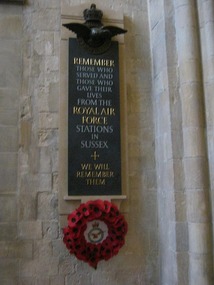 REMEMBER
THOSE WHO
SERVED AND
THOSE WHO
GAVE THEIR
LIVES
FROM THE
ROYAL AIR
FORCE
STATIONS
IN
SUSSEX
WE WILL
REMEMBER
THEM